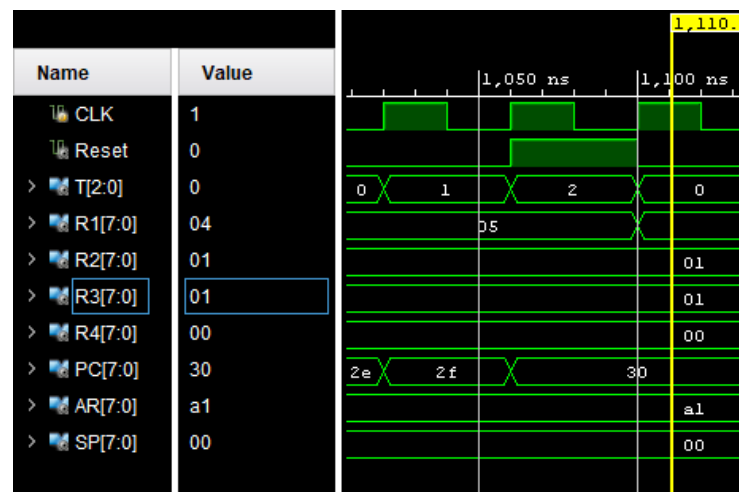 1,110.
Name Value 1,050 ns 1,100 ns
CLK 1
Reset 0
> T[2:0] 0 0 1 2 0
> R1[7:0] 04 05
> R2[7:0] 01 01
> R3[7:0] 01 01
> R4[7:0] 00 00
> PC[7:0] 30 2e 2f 30
> AR[7:0] a1 a1
> SP[7:0] 00 00